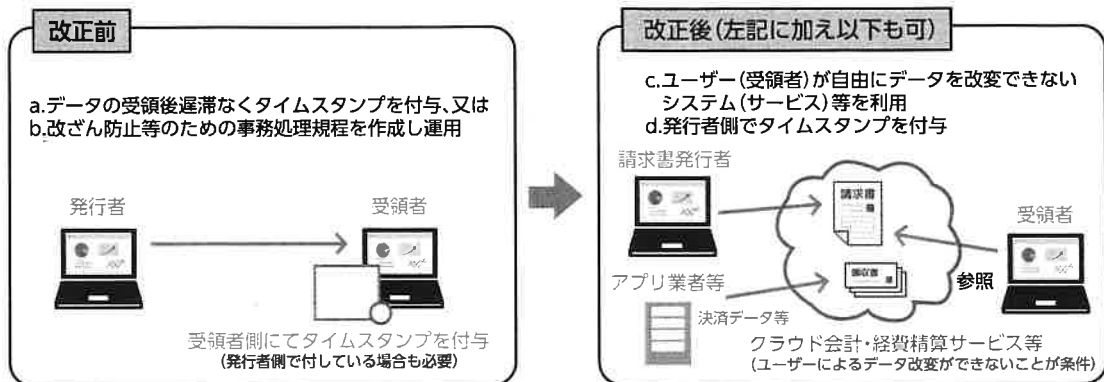 改正前
a.データの受領後遅滞なくタイムスタンプを付与、又は
b.改ざん防止等のための事務処理規程を作成し運用
発行者
受領者
受領者側にてタイムスタンプを付与
(発行者側で付している場合も必要)
改正後(左記に加え以下も可)
c.ユーザー(受領者)が自由にデータを改変できない
システム(サービス)等を利用
d.発行者側でタイムスタンプを付与
請求書発行者
請求書
受領者
アプリ業者等
領収書
参照
決済データ等
クラウド会計・経費精算サービス等
(ユーザーによるデータ改変ができないことが条件)